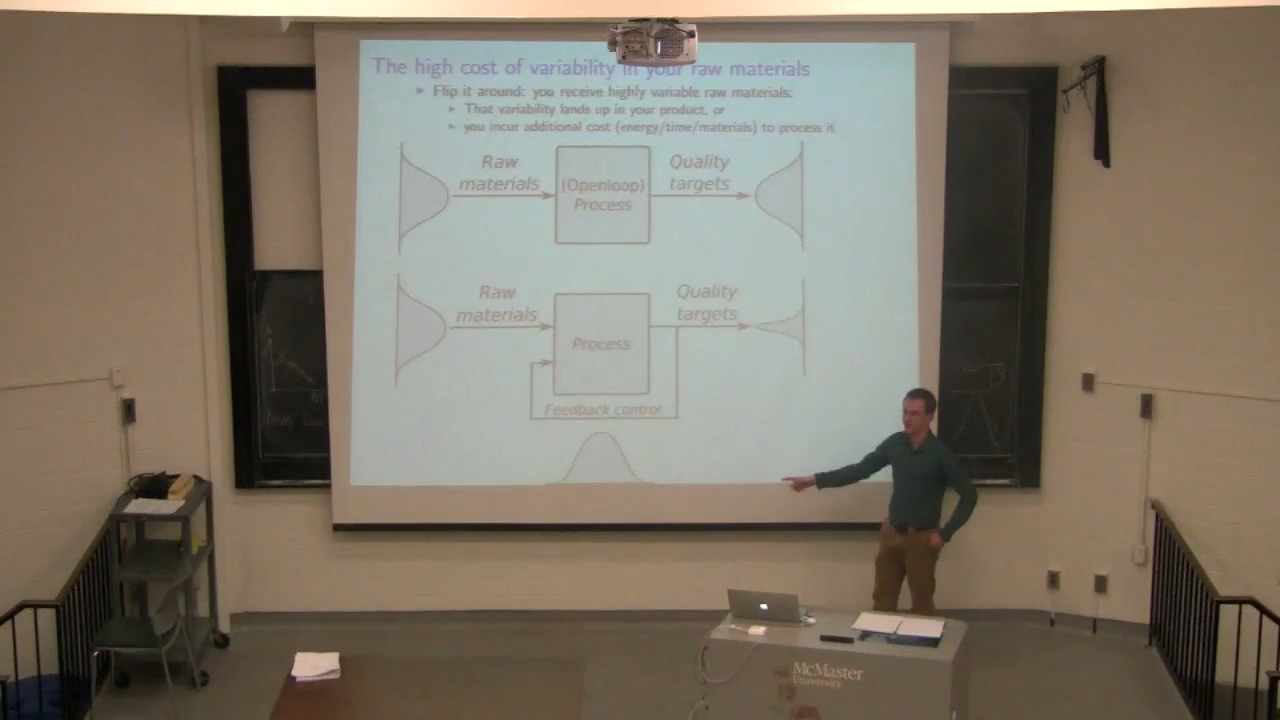 The high cost of variability in your raw materials
Flip it around: you receive highly variable raw materials:
That variability lands up in your product, or
you incur additional cost (energy/time/materials) to process it
Raw
materials
(Openloop)
Process
Quality
targets
Raw
materials
Process
Quality
targets
Feedback control
McMaster
University